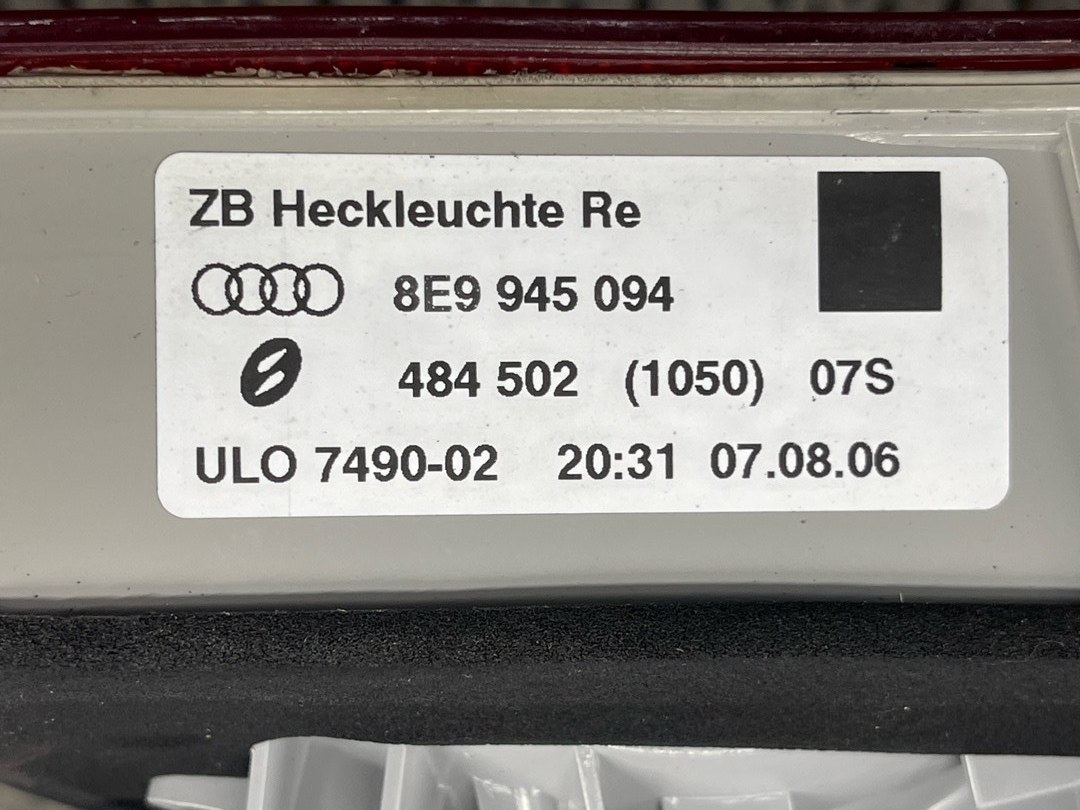 ZB Heckleuchte Re
8E9 945 094
484 502 (1050) 07S
ULO 7490-02 20:31 07.08.06